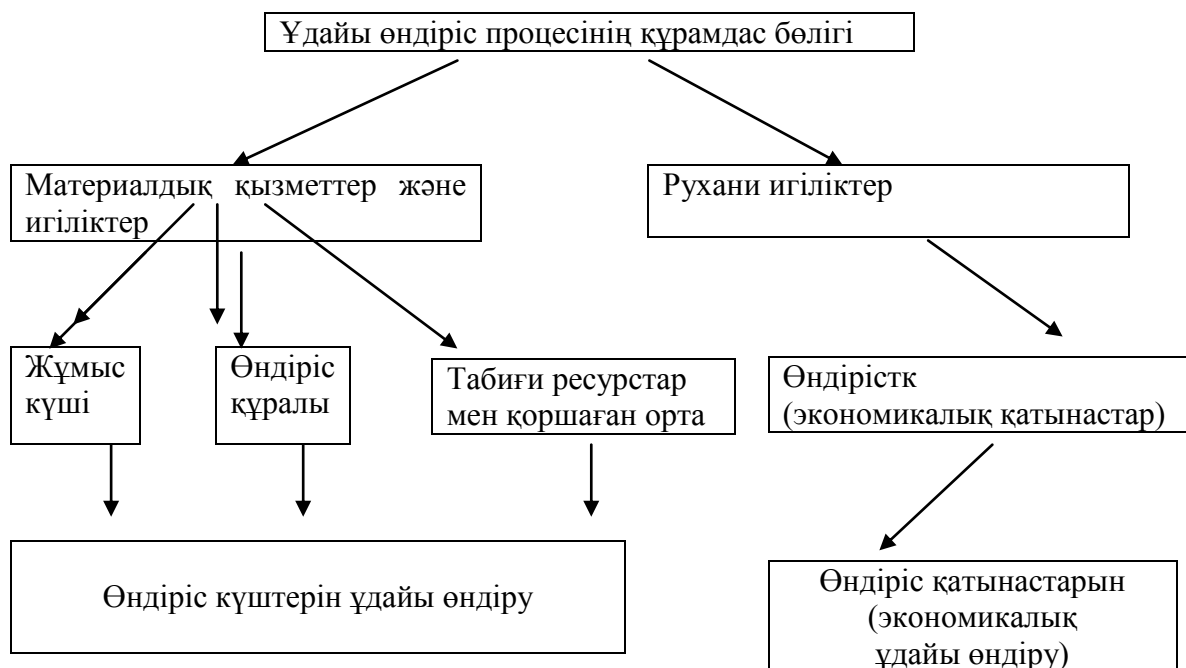 Ұдайы өндіріс процесінің құрамдас бөлігі
Материалдық қызметтер және
игіліктер
Рухани игіліктер
Жұмыс
күші
Өндіріс
құралы
Табиғи ресурстар
мен қоршаған орта
Өндірістк
(экономикалық қатынастар)
Өндіріс күштерін ұдайы өндіру
Өндіріс қатынастарын
(экономикалық
ұдайы өндіру)